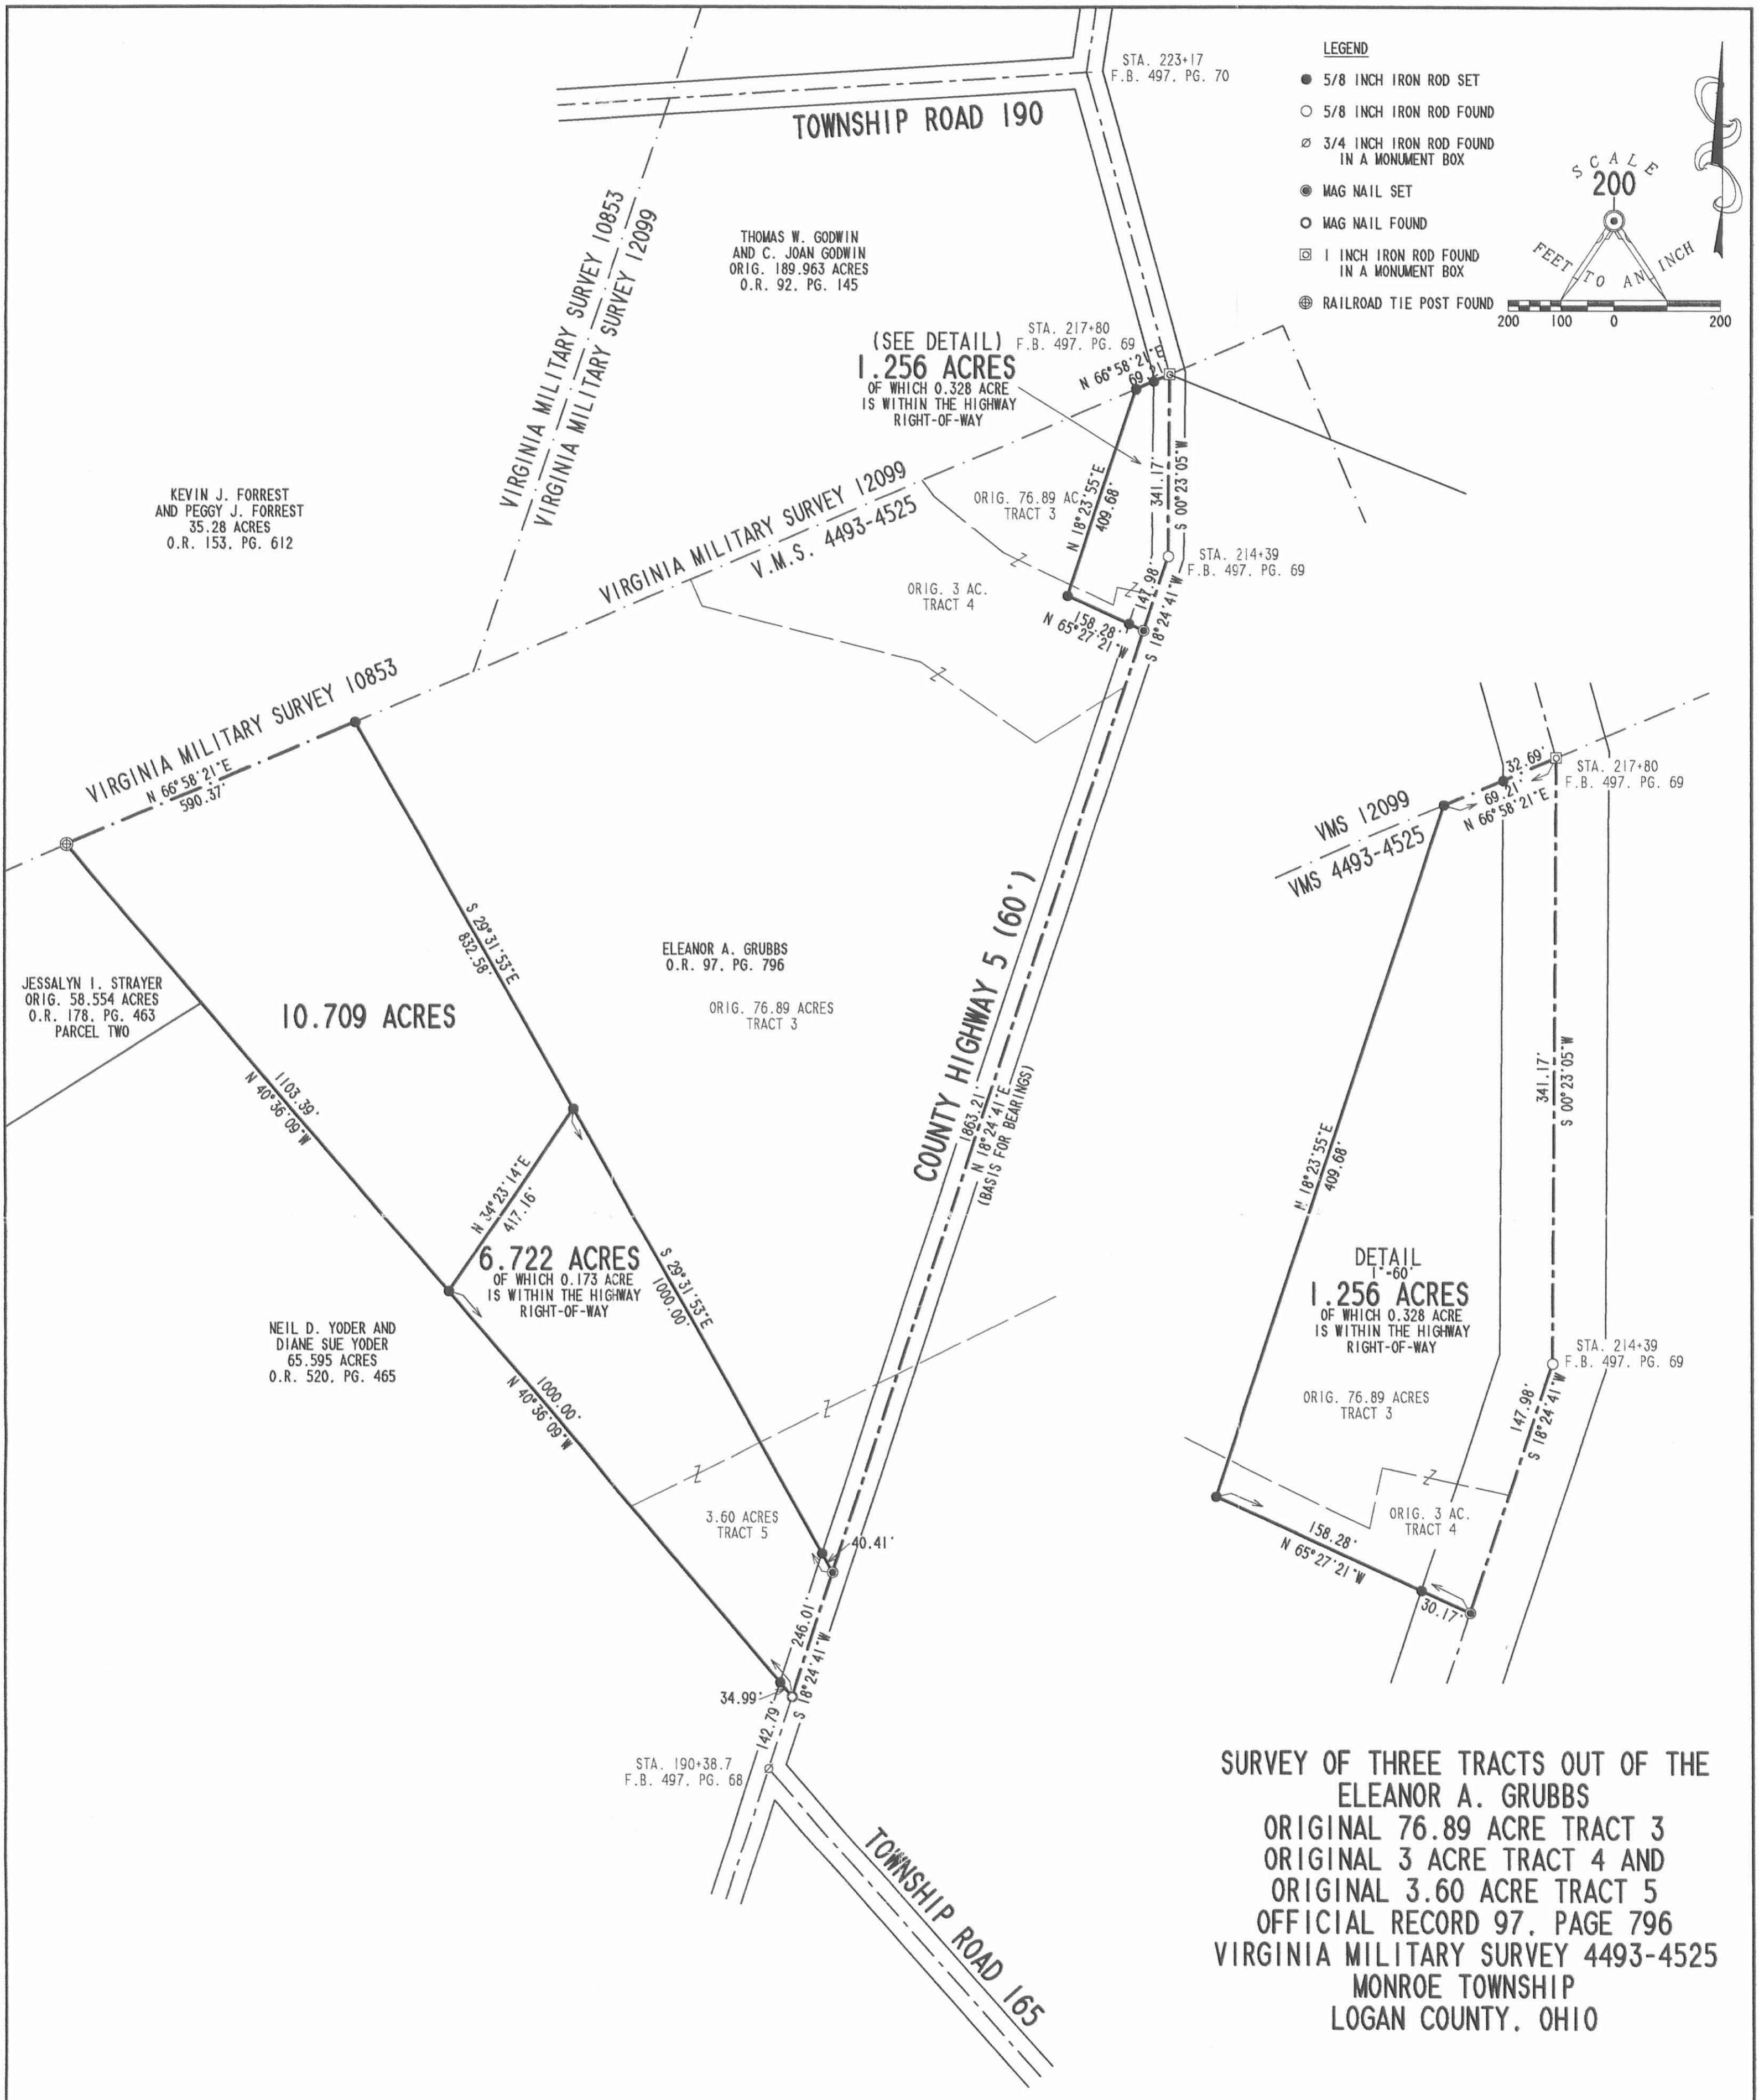 LEGEND
5/8 INCH IRON ROD SET
5/8 INCH IRON ROD FOUND
3/4 INCH IRON ROD FOUND
IN A MONUMENT BOX
MAG NAIL SET
MAG NAIL FOUND
1 INCH IRON ROD FOUND
IN A MONUMENT BOX
RAILROAD TIE POST FOUND
SCALE
200
FEET TO AN INCH
200 100 0 200
STA. 223+17
F.B. 497, PG. 70
TOWNSHIP ROAD 190
VIRGINIA MILITARY SURVEY 10853
VIRGINIA MILITARY SURVEY 12099
THOMAS W. GODWIN
AND C. JOAN GODWIN
ORIG. 189.963 ACRES
O.R. 92, PG. 145
(SEE DETAIL)
1.256 ACRES
OF WHICH 0.328 ACRE
IS WITHIN THE HIGHWAY
RIGHT-OF-WAY
STA. 217+80
F.B. 497, PG. 69
N 66°58'21"E
69.21'
KEVIN J. FORREST
AND PEGGY J. FORREST
35.28 ACRES
O.R. 153, PG. 612
VIRGINIA MILITARY SURVEY 12099
V.M.S. 4493-4525
ORIG. 76.89 AC.
TRACT 3
N 18°23'55"E
409.68'
341.17'
S 00°23'05"W
STA. 214+39
F.B. 497, PG. 69
ORIG. 3 AC.
TRACT 4
147.98'
S 18°24'41"W
158.28'
N 65°27'21"W
VIRGINIA MILITARY SURVEY 10853
N 66°58'21"E
590.37'
S 29°31'53"E
832.58'
ELEANOR A. GRUBBS
O.R. 97, PG. 796
ORIG. 76.89 ACRES
TRACT 3
JESSALYN I. STRAYER
ORIG. 58.554 ACRES
O.R. 178, PG. 463
PARCEL TWO
10.709 ACRES
1103.39'
N 40°36'09"W
COUNTY HIGHWAY 5 (60')
1863.21'
N 18°24'41"E
(BASIS FOR BEARINGS)
N 34°23'14"E
417.16'
6.722 ACRES
OF WHICH 0.173 ACRE
IS WITHIN THE HIGHWAY
RIGHT-OF-WAY
S 29°31'53"E
1000.00'
NEIL D. YODER AND
DIANE SUE YODER
65.595 ACRES
O.R. 520, PG. 465
1000.00'
N 40°36'09"W
3.60 ACRES
TRACT 5
40.41'
246.01'
S 18°24'41"W
34.99'
142.79'
STA. 190+38.7
F.B. 497, PG. 68
TOWNSHIP ROAD 165
32.69'
STA. 217+80
F.B. 497, PG. 69
69.21'
N 66°58'21"E
VMS 12099
VMS 4493-4525
341.17'
S 00°23'05"W
N 18°23'55"E
409.68'
DETAIL
1"-60'
1.256 ACRES
OF WHICH 0.328 ACRE
IS WITHIN THE HIGHWAY
RIGHT-OF-WAY
STA. 214+39
F.B. 497, PG. 69
ORIG. 76.89 ACRES
TRACT 3
147.98'
S 18°24'41"W
ORIG. 3 AC.
TRACT 4
158.28'
N 65°27'21"W
30.17'
SURVEY OF THREE TRACTS OUT OF THE
ELEANOR A. GRUBBS
ORIGINAL 76.89 ACRE TRACT 3
ORIGINAL 3 ACRE TRACT 4 AND
ORIGINAL 3.60 ACRE TRACT 5
OFFICIAL RECORD 97, PAGE 796
VIRGINIA MILITARY SURVEY 4493-4525
MONROE TOWNSHIP
LOGAN COUNTY, OHIO